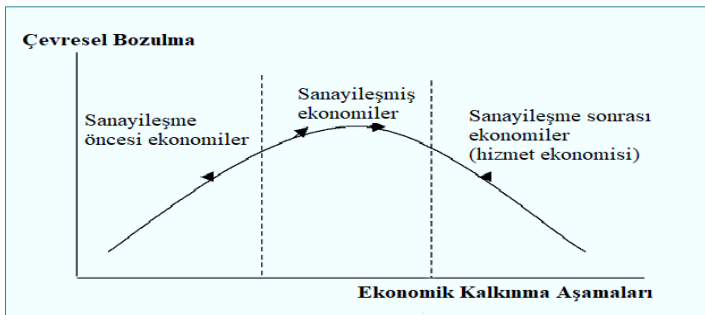 Çevresel Bozulma
Sanayileşme
öncesi ekonomiler
Sanayileşmiş
ekonomiler
Sanayileşme sonrası
ekonomiler
(hizmet ekonomisi)
Ekonomik Kalkınma Aşamaları